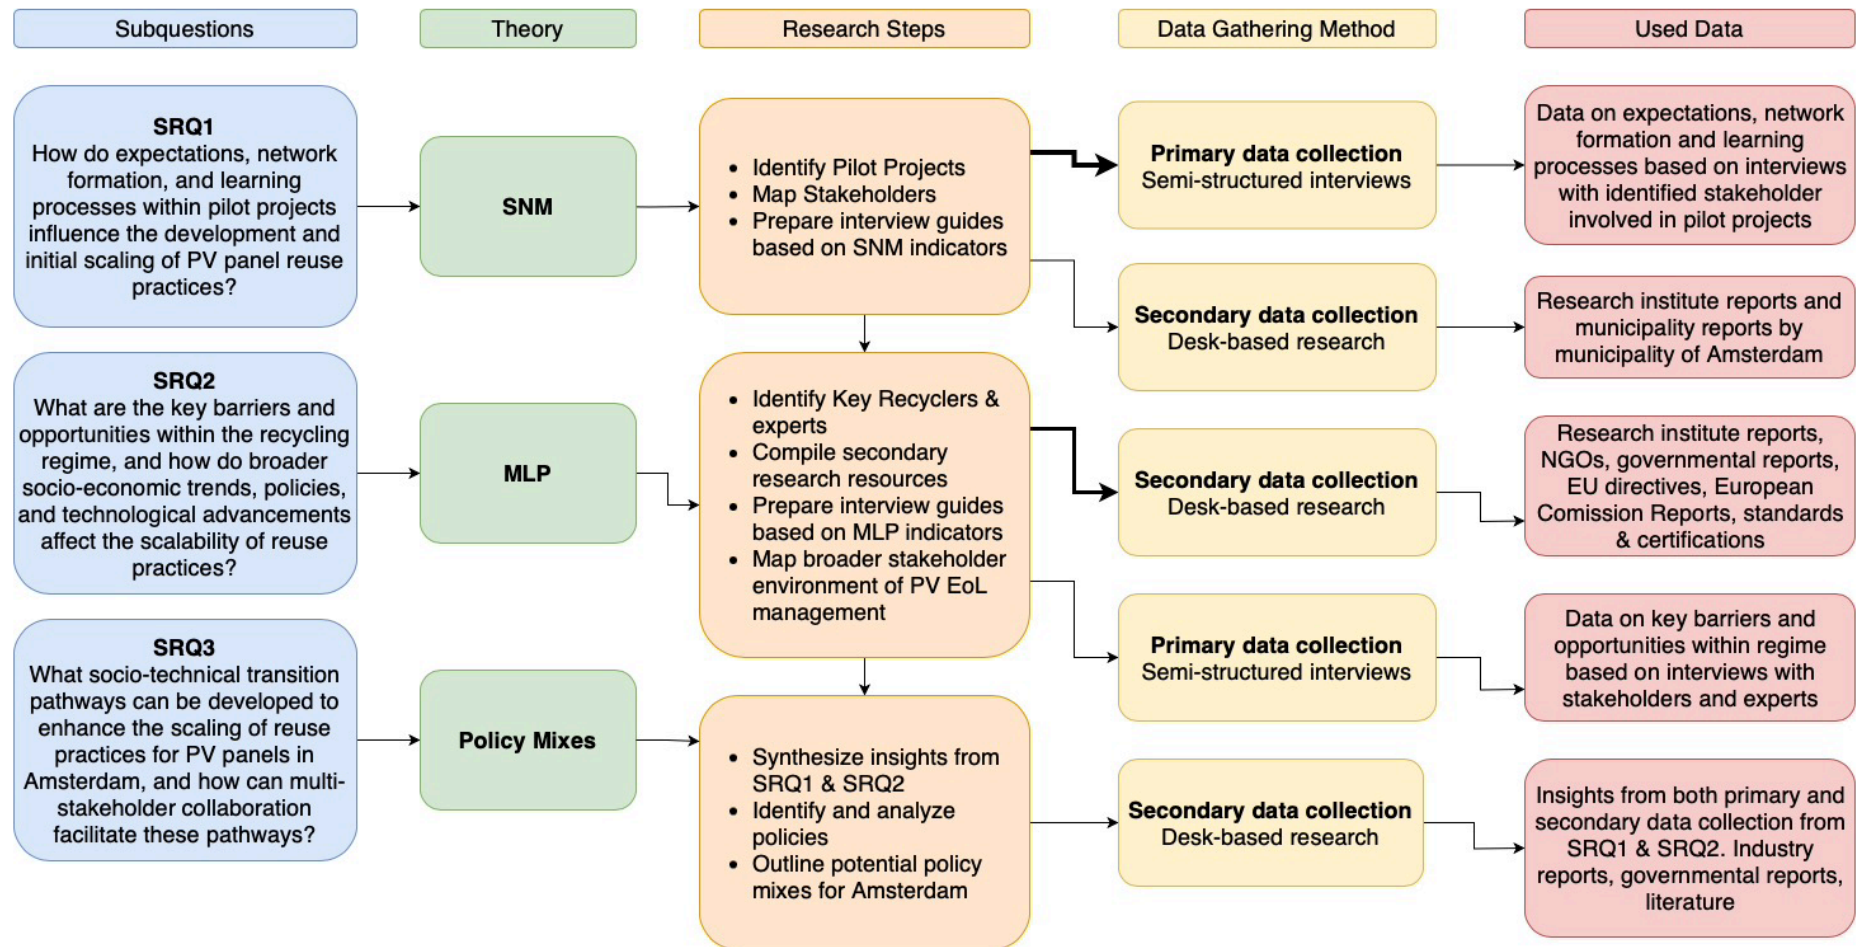 Subquestions
Theory
Research Steps
Data Gathering Method
Used Data
SRQ1
How do expectations, network
formation, and learning
processes within pilot projects
influence the development and
initial scaling of PV panel reuse
practices?
SNM
• Identify Pilot Projects
• Map Stakeholders
• Prepare interview guides
based on SNM indicators
Primary data collection
Semi-structured interviews
Data on expectations, network
formation and learning
processes based on interviews
with identified stakeholder
involved in pilot projects
Secondary data collection
Desk-based research
Research institute reports and
municipality reports by
municipality of Amsterdam
SRQ2
What are the key barriers and
opportunities within the recycling
regime, and how do broader
socio-economic trends, policies,
and technological advancements
affect the scalability of reuse
practices?
MLP
• Identify Key Recyclers &
experts
• Compile secondary
research resources
• Prepare interview guides
based on MLP indicators
• Map broader stakeholder
environment of PV EoL
management
Secondary data collection
Desk-based research
Research institute reports,
NGOs, governmental reports,
EU directives, European
Comission Reports, standards
& certifications
Primary data collection
Semi-structured interviews
Data on key barriers and
opportunities within regime
based on interviews with
stakeholders and experts
SRQ3
What socio-technical transition
pathways can be developed to
enhance the scaling of reuse
practices for PV panels in
Amsterdam, and how can multi-
stakeholder collaboration
facilitate these pathways?
Policy Mixes
• Synthesize insights from
SRQ1 & SRQ2
• Identify and analyze
policies
• Outline potential policy
mixes for Amsterdam
Secondary data collection
Desk-based research
Insights from both primary and
secondary data collection from
SRQ1 & SRQ2. Industry
reports, governmental reports,
literature